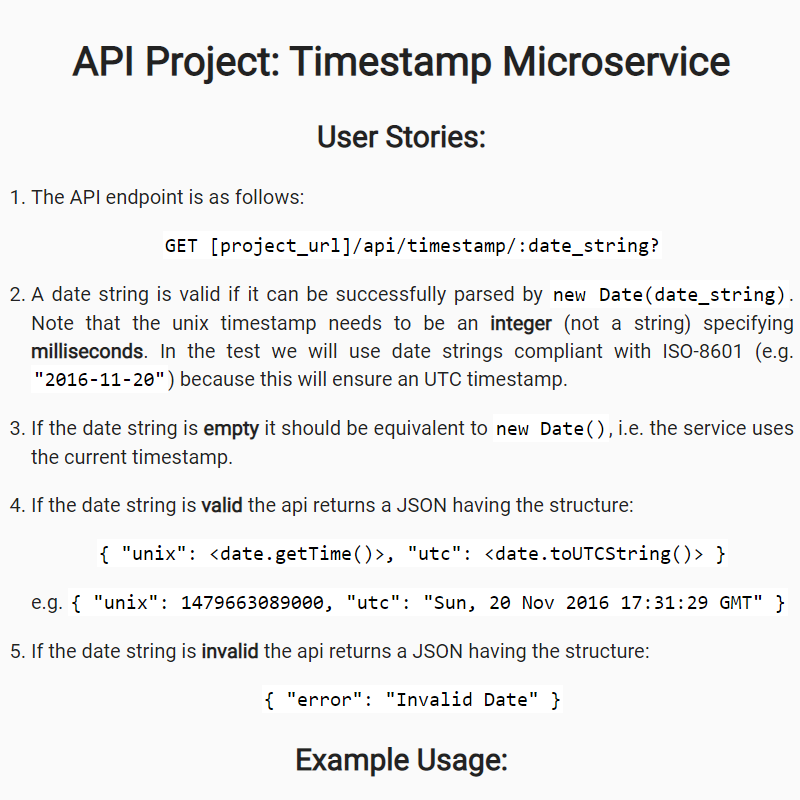 API Project: Timestamp Microservice
User Stories:
1. The API endpoint is as follows:
GET [project_url]/api/timestamp/:date_string?
2. A date string is valid if it can be successfully parsed by new Date(date_string).
Note that the unix timestamp needs to be an integer (not a string) specifying
milliseconds. In the test we will use date strings compliant with ISO-8601 (e.g.
"2016-11-20") because this will ensure an UTC timestamp.
3. If the date string is empty it should be equivalent to new Date(), i.e. the service uses
the current timestamp.
4. If the date string is valid the api returns a JSON having the structure:
{ "unix": <date.getTime()>, "utc": <date.toUTCString()> }
e.g. { "unix": 1479663089000, "utc": "Sun, 20 Nov 2016 17:31:29 GMT" }
5. If the date string is invalid the api returns a JSON having the structure:
{ "error": "Invalid Date" }
Example Usage: